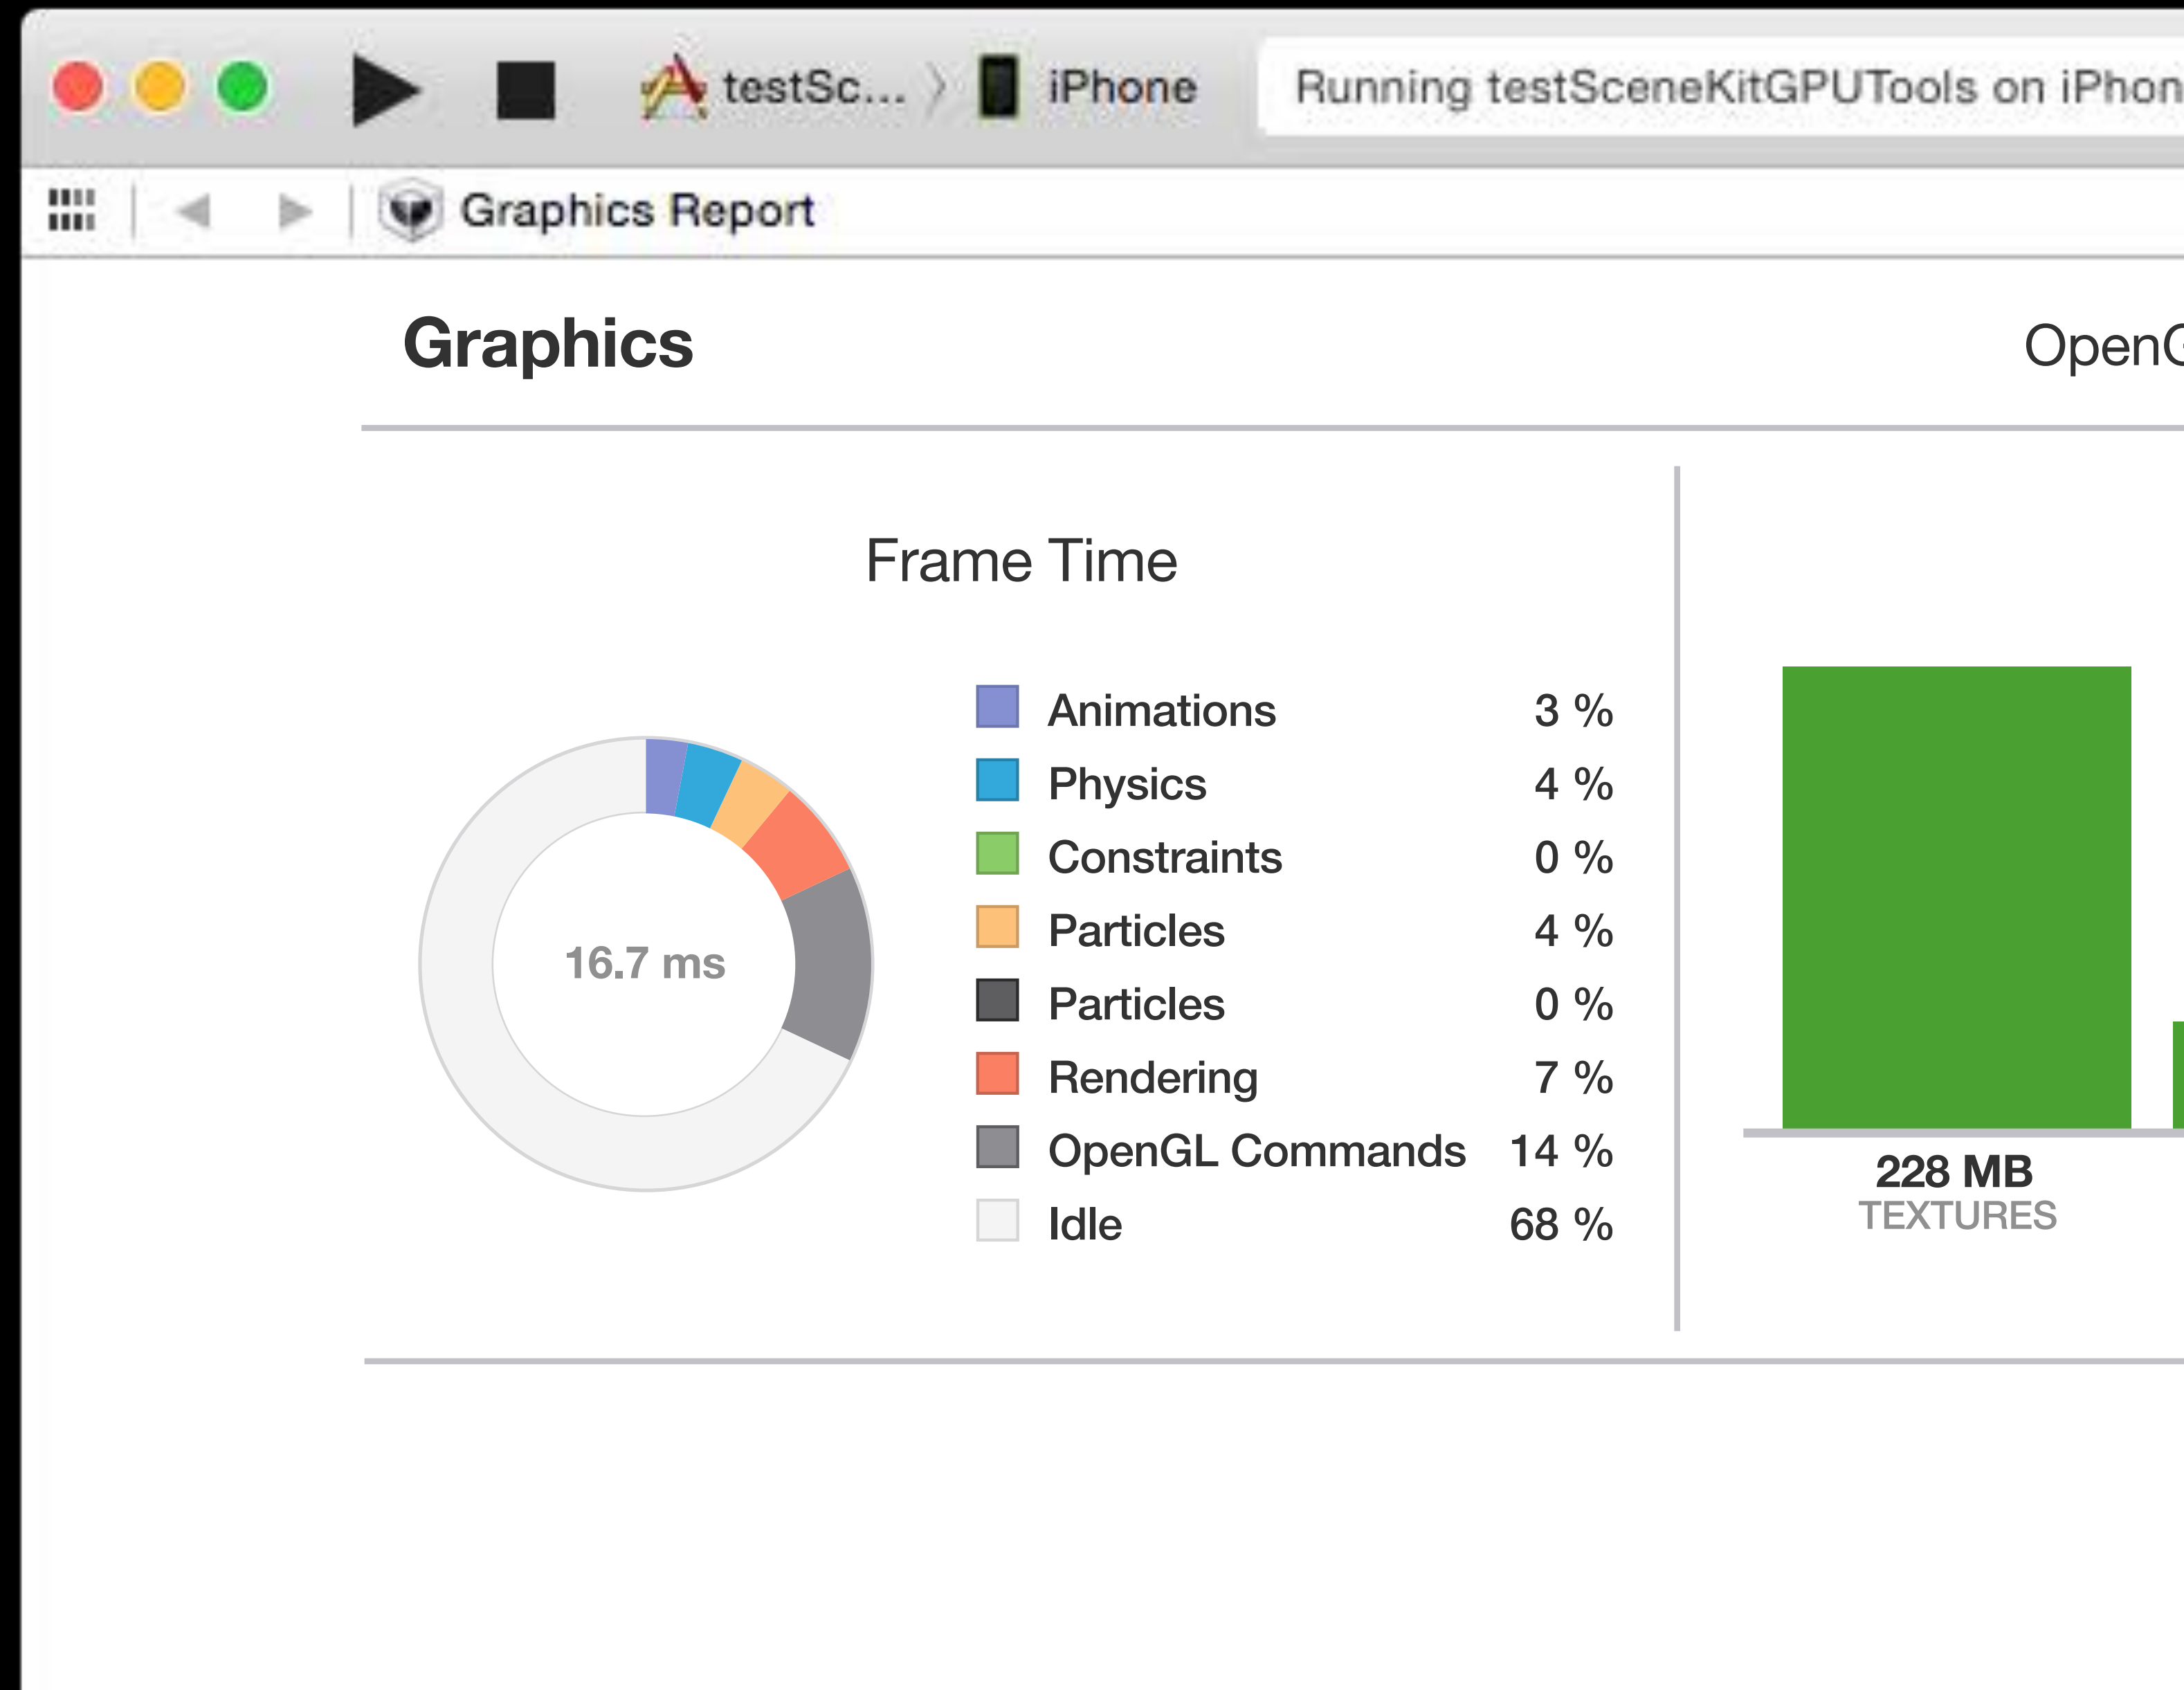 testSc... iPhone Running testSceneKitGPUTools on iPhon
Graphics Report
Graphics
OpenG
Frame Time
Animations 3 %
Physics 4 %
Constraints 0 %
Particles 4 %
Particles 0 %
Rendering 7 %
OpenGL Commands 14 %
Idle 68 %
16.7 ms
228 MB
TEXTURES